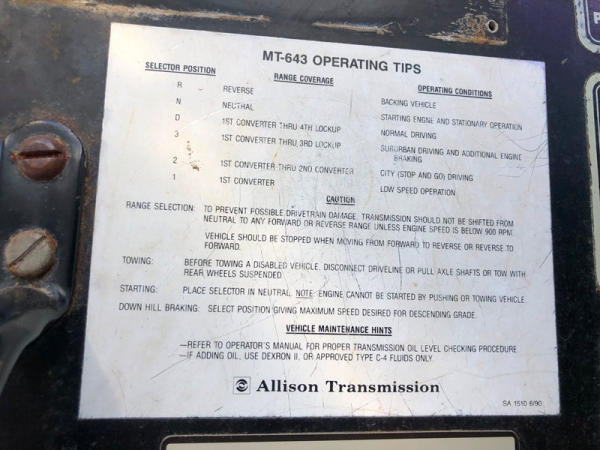 MT-643 OPERATING TIPS
SELECTOR POSITION RANGE COVERAGE OPERATING CONDITIONS
R REVERSE BACKING VEHICLE
N NEUTRAL STARTING ENGINE AND STATIONARY OPERATION
D 1ST CONVERTER THRU 4TH LOCKUP NORMAL DRIVING
3 1ST CONVERTER THRU 3RD LOCKUP SUBURBAN DRIVING AND ADDITIONAL ENGINE
BRAKING
2 1ST CONVERTER THRU 2ND CONVERTER CITY (STOP AND GO) DRIVING
1 1ST CONVERTER LOW SPEED OPERATION
CAUTION
RANGE SELECTION: TO PREVENT POSSIBLE DRIVETRAIN DAMAGE, TRANSMISSION SHOULD NOT BE SHIFTED FROM
NEUTRAL TO ANY FORWARD OR REVERSE RANGE UNLESS ENGINE SPEED IS BELOW 900 RPM.
VEHICLE SHOULD BE STOPPED WHEN MOVING FROM FORWARD TO REVERSE OR REVERSE TO
FORWARD.
TOWING: BEFORE TOWING A DISABLED VEHICLE, DISCONNECT DRIVELINE OR PULL AXLE SHAFTS OR TOW WITH
REAR WHEELS SUSPENDED.
STARTING: PLACE SELECTOR IN NEUTRAL. NOTE: ENGINE CANNOT BE STARTED BY PUSHING OR TOWING VEHICLE.
DOWN HILL BRAKING: SELECT POSITION GIVING MAXIMUM SPEED DESIRED FOR DESCENDING GRADE.
VEHICLE MAINTENANCE HINTS
—REFER TO OPERATOR'S MANUAL FOR PROPER TRANSMISSION OIL LEVEL CHECKING PROCEDURE.
—IF ADDING OIL, USE DEXRON II, OR APPROVED TYPE C-4 FLUIDS ONLY.
Allison Transmission
SA 1510 6/90